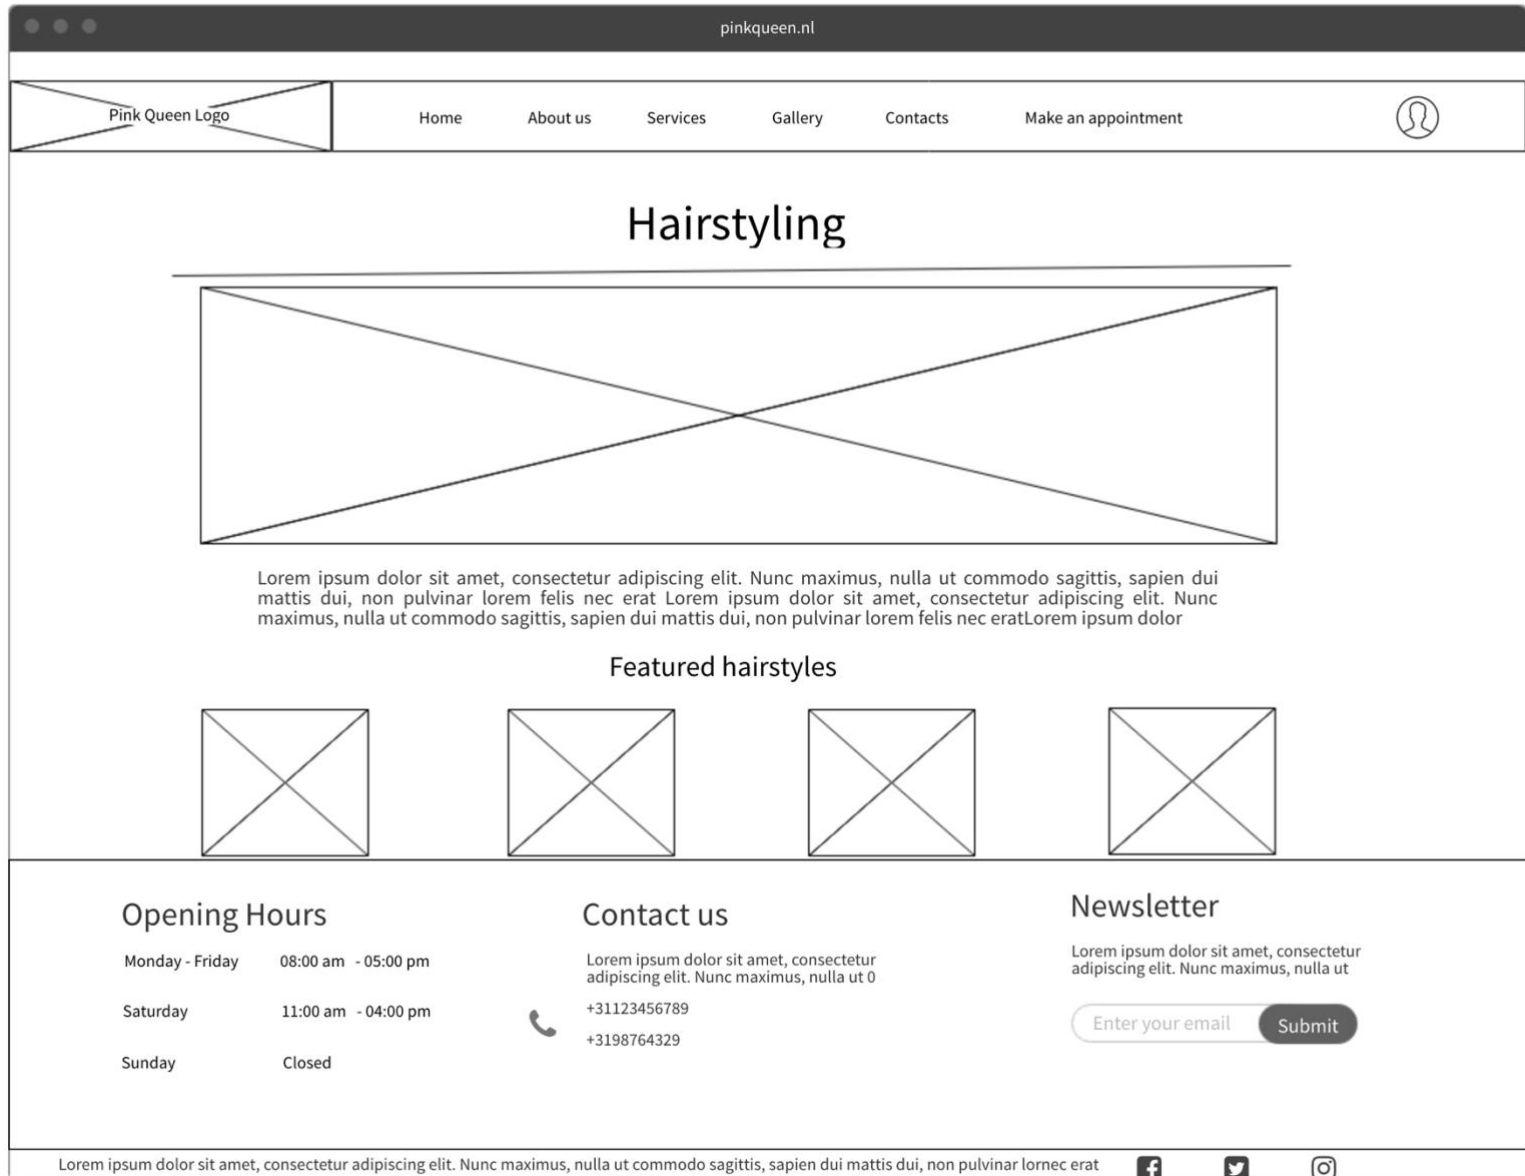 pinkqueen.nl
Pink Queen Logo
Home
About us
Services
Gallery
Contacts
Make an appointment
Hairstyling
Lorem ipsum dolor sit amet, consectetur adipiscing elit. Nunc maximus, nulla ut commodo sagittis, sapien dui
mattis dui, non pulvinar lorem felis nec erat Lorem ipsum dolor sit amet, consectetur adipiscing elit. Nunc
maximus, nulla ut commodo sagittis, sapien dui mattis dui, non pulvinar lorem felis nec eratLorem ipsum dolor
Featured hairstyles
Opening Hours
Monday - Friday 08:00 am - 05:00 pm
Saturday 11:00 am - 04:00 pm
Sunday Closed
Contact us
Lorem ipsum dolor sit amet, consectetur
adipiscing elit. Nunc maximus, nulla ut 0
+31123456789
+3198764329
Newsletter
Lorem ipsum dolor sit amet, consectetur
adipiscing elit. Nunc maximus, nulla ut
Enter your email
Submit
Lorem ipsum dolor sit amet, consectetur adipiscing elit. Nunc maximus, nulla ut commodo sagittis, sapien dui mattis dui, non pulvinar lornec erat